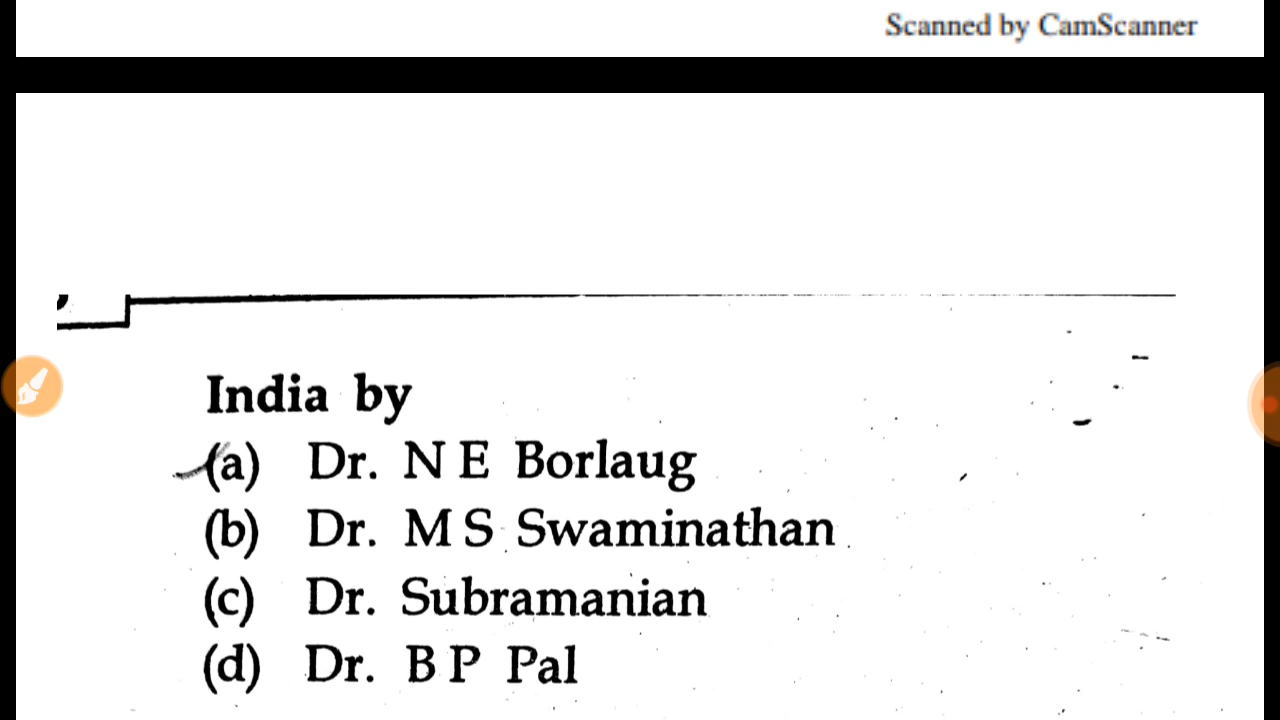 Scanned by CamScanner
India by
(a) Dr. N E Borlaug
(b) Dr. M S Swaminathan
(c) Dr. Subramanian
(d) Dr. B P Pal